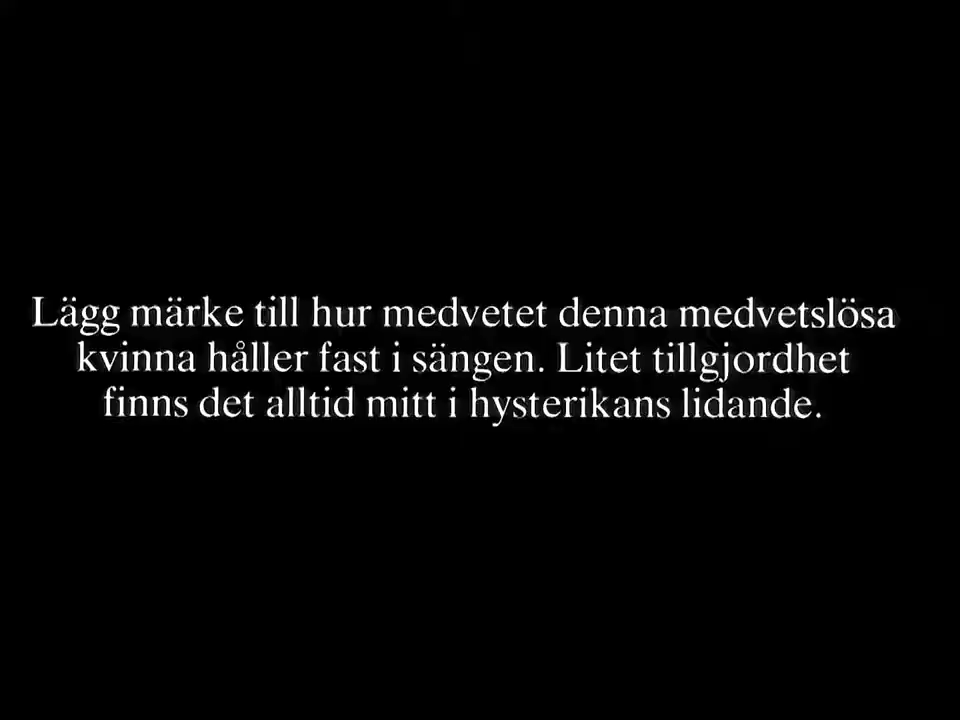 Lägg märke till hur medvetet denna medvetslösa
kvinna håller fast i sängen. Litet tillgjordhet
finns det alltid mitt i hysterikans lidande.